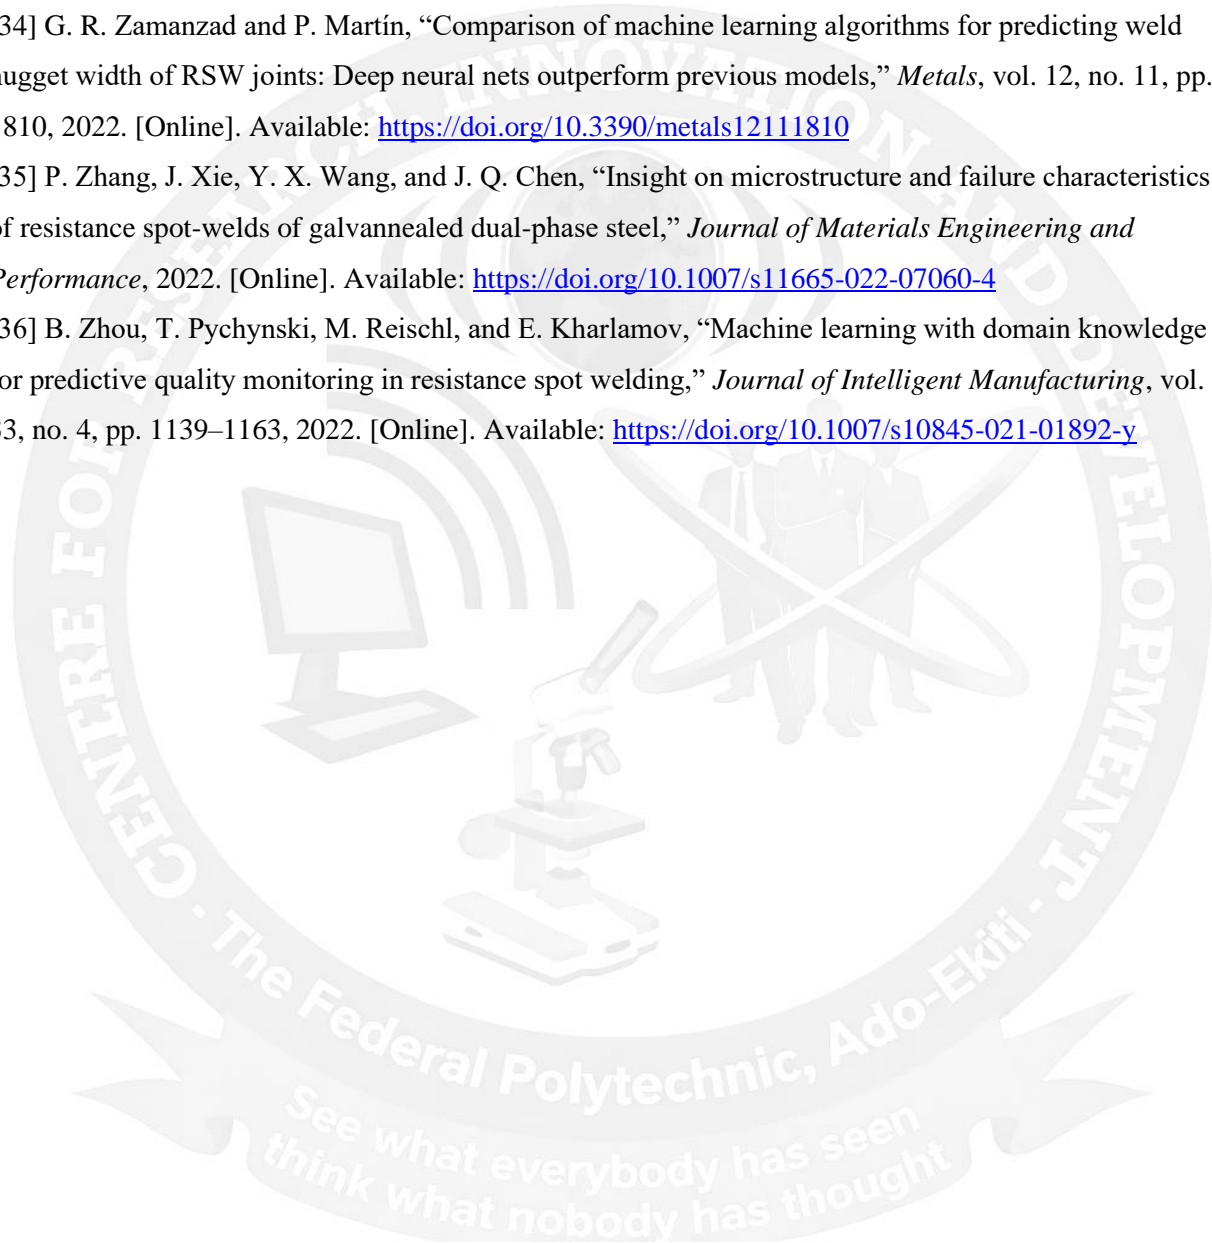 34] G. R. Zamanzad and P. Martín, “Comparison of machine learning algorithms for predicting weld
nugget width of RSW joints: Deep neural nets outperform previous models,” Metals, vol. 12, no. 11, pp.
810, 2022. [Online]. Available: https://doi.org/10.3390/metals12111810
35] P. Zhang, J. Xie, Y. X. Wang, and J. Q. Chen, “Insight on microstructure and failure characteristics
of resistance spot-welds of galvannealed dual-phase steel,” Journal of Materials Engineering and
Performance, 2022. [Online]. Available: https://doi.org/10.1007/s11665-022-07060-4
36] B. Zhou, T. Pychynski, M. Reischl, and E. Kharlamov, “Machine learning with domain knowledge
for predictive quality monitoring in resistance spot welding,” Journal of Intelligent Manufacturing, vol.
33, no. 4, pp. 1139–1163, 2022. [Online]. Available: https://doi.org/10.1007/s10845-021-01892-y
CENTRE FOR RESEARCH, INNOVATION AND DEVELOPMENT
· The Federal Polytechnic, Ado-Ekiti ·
See what everybody has seen
think what nobody has thought